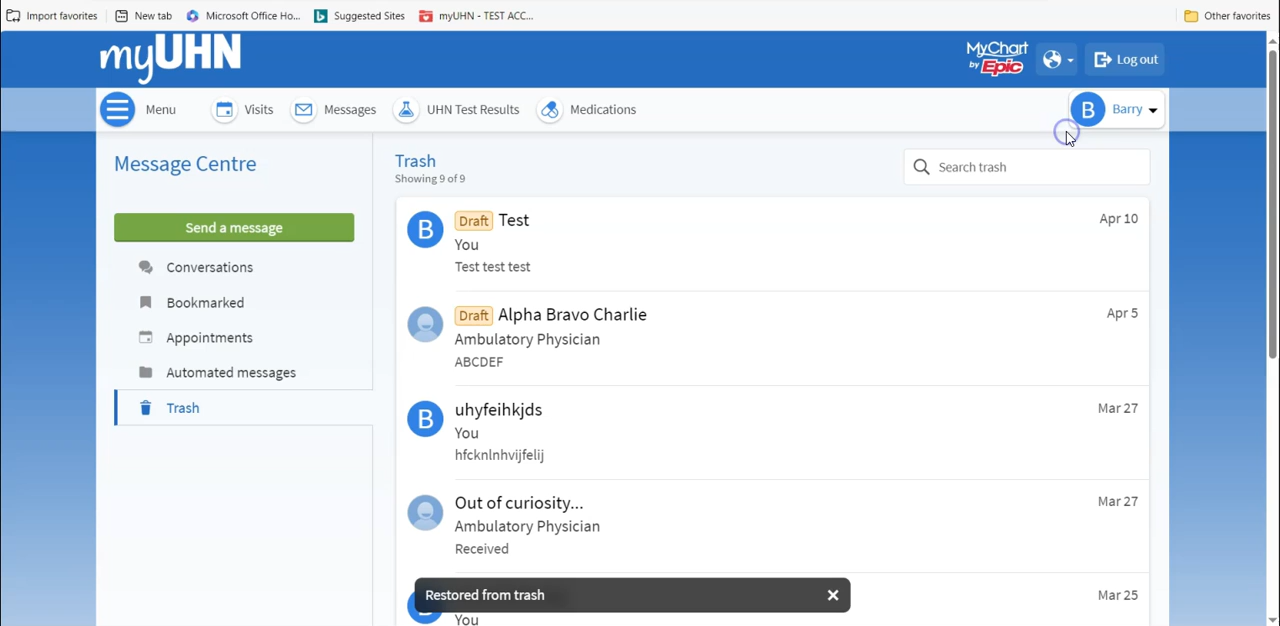 Import favorites New tab Microsoft Office Ho... Suggested Sites myUHN - TEST ACC... Other favorites
myUHN MyChart by Epic Log out
Menu Visits Messages UHN Test Results Medications B Barry
Message Centre
Send a message
Conversations
Bookmarked
Appointments
Automated messages
Trash
Trash
Showing 9 of 9
Search trash
B Draft Test Apr 10
You
Test test test
Draft Alpha Bravo Charlie Apr 5
Ambulatory Physician
ABCDEF
B uhyfeihkjds Mar 27
You
hfcknlnhvijfelij
Out of curiosity... Mar 27
Ambulatory Physician
Received
Mar 25
Restored from trash
You